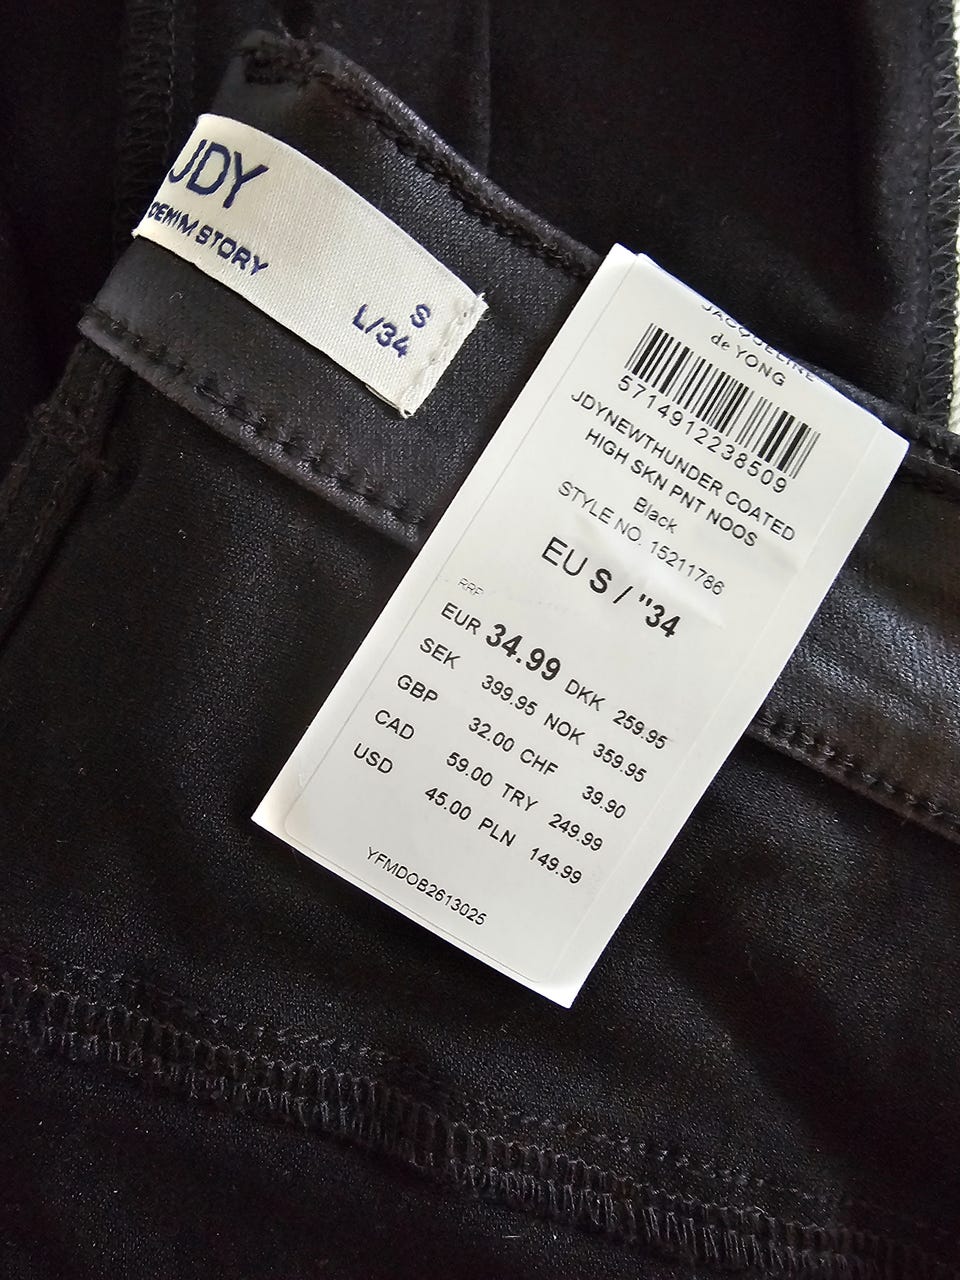 JDY
DENIM STORY
S
L/34
JACQUELINE
de YONG
5714912238509
JDYNEWTHUNDER COATED
HIGH SKN PNT NOOS
Black
STYLE NO. 15211786
EU S / "34
RRP
EUR 34.99 DKK 259.95
SEK 399.95 NOK 359.95
GBP 32.00 CHF 39.90
CAD 59.00 TRY 249.99
USD 45.00 PLN 149.99
YFMDOB2613025